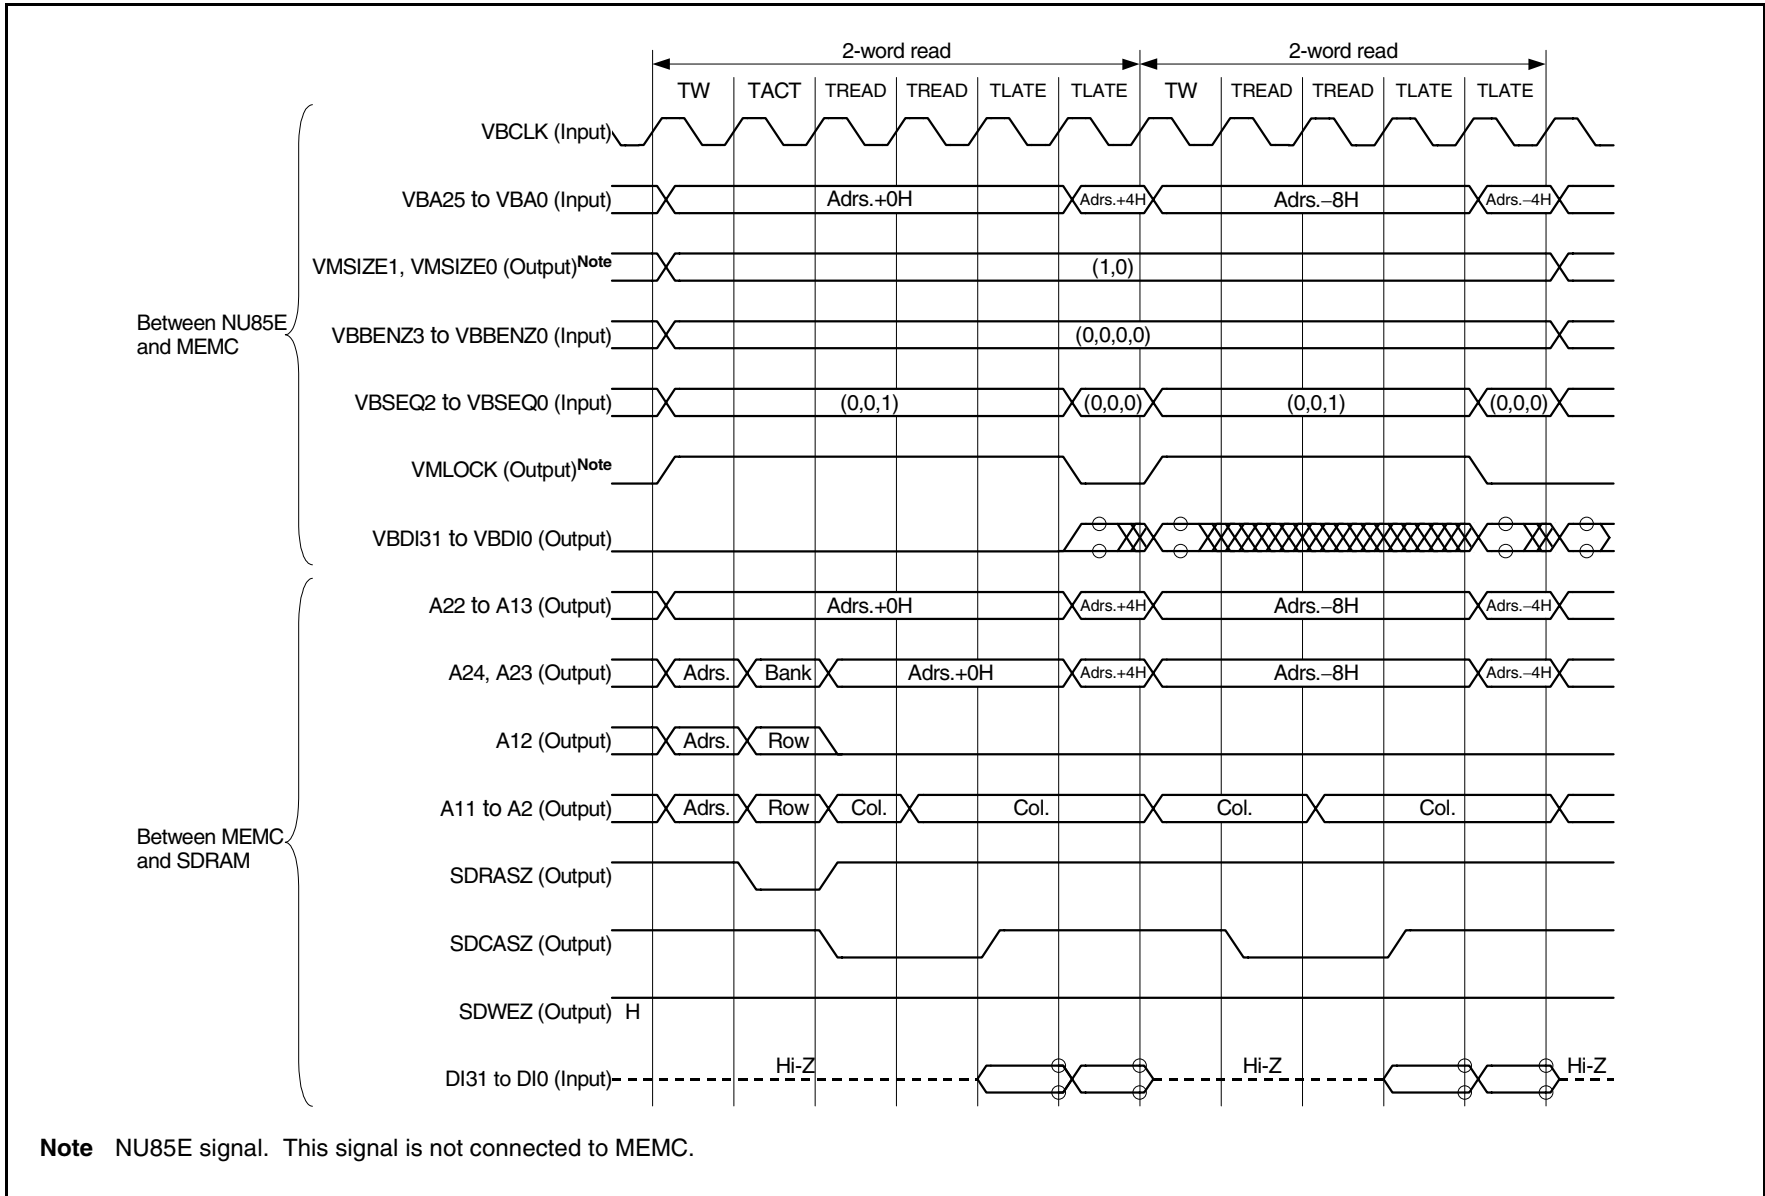 2-word read 2-word read
TW TACT TREAD TREAD TLATE TLATE TW TREAD TREAD TLATE TLATE
VBCLK (Input)
VBA25 to VBA0 (Input) Adrs.+0H Adrs.+4H Adrs.–8H Adrs.–4H
VMSIZE1, VMSIZE0 (Output)Note (1,0)
Between NU85E
and MEMC
VBBENZ3 to VBBENZ0 (Input) (0,0,0,0)
VBSEQ2 to VBSEQ0 (Input) (0,0,1) (0,0,0) (0,0,1) (0,0,0)
VMLOCK (Output)Note
VBDI31 to VBDI0 (Output)
A22 to A13 (Output) Adrs.+0H Adrs.+4H Adrs.–8H Adrs.–4H
A24, A23 (Output) Adrs. Bank Adrs.+0H Adrs.+4H Adrs.–8H Adrs.–4H
A12 (Output) Adrs. Row
A11 to A2 (Output) Adrs. Row Col. Col. Col. Col.
Between MEMC
and SDRAM
SDRASZ (Output)
SDCASZ (Output)
SDWEZ (Output) H
DI31 to DI0 (Input) Hi-Z Hi-Z Hi-Z
Note NU85E signal. This signal is not connected to MEMC.